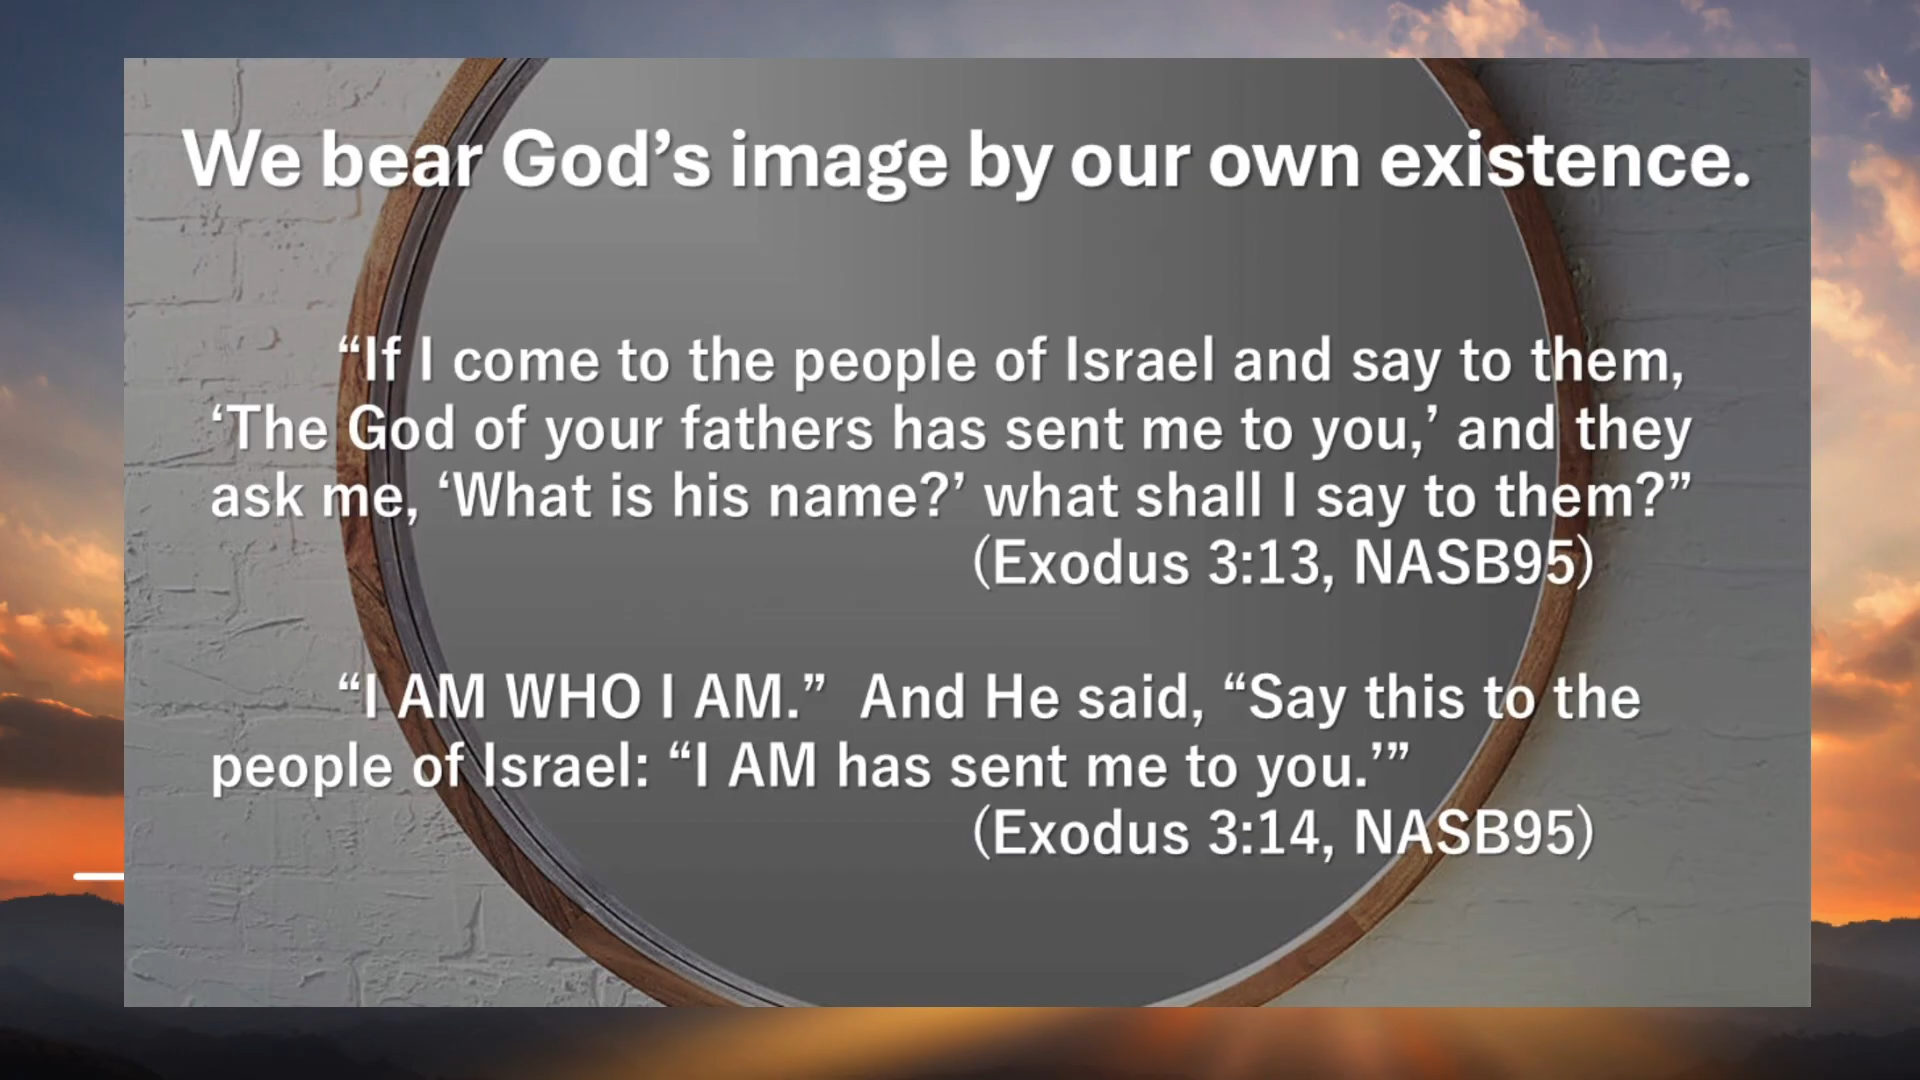 We bear God’s image by our own existence.
“If I come to the people of Israel and say to them,
‘The God of your fathers has sent me to you,’ and they
ask me, ‘What is his name?’ what shall I say to them?”
(Exodus 3:13, NASB95)
“I AM WHO I AM.”  And He said, “Say this to the
people of Israel: “I AM has sent me to you.’”
(Exodus 3:14, NASB95)